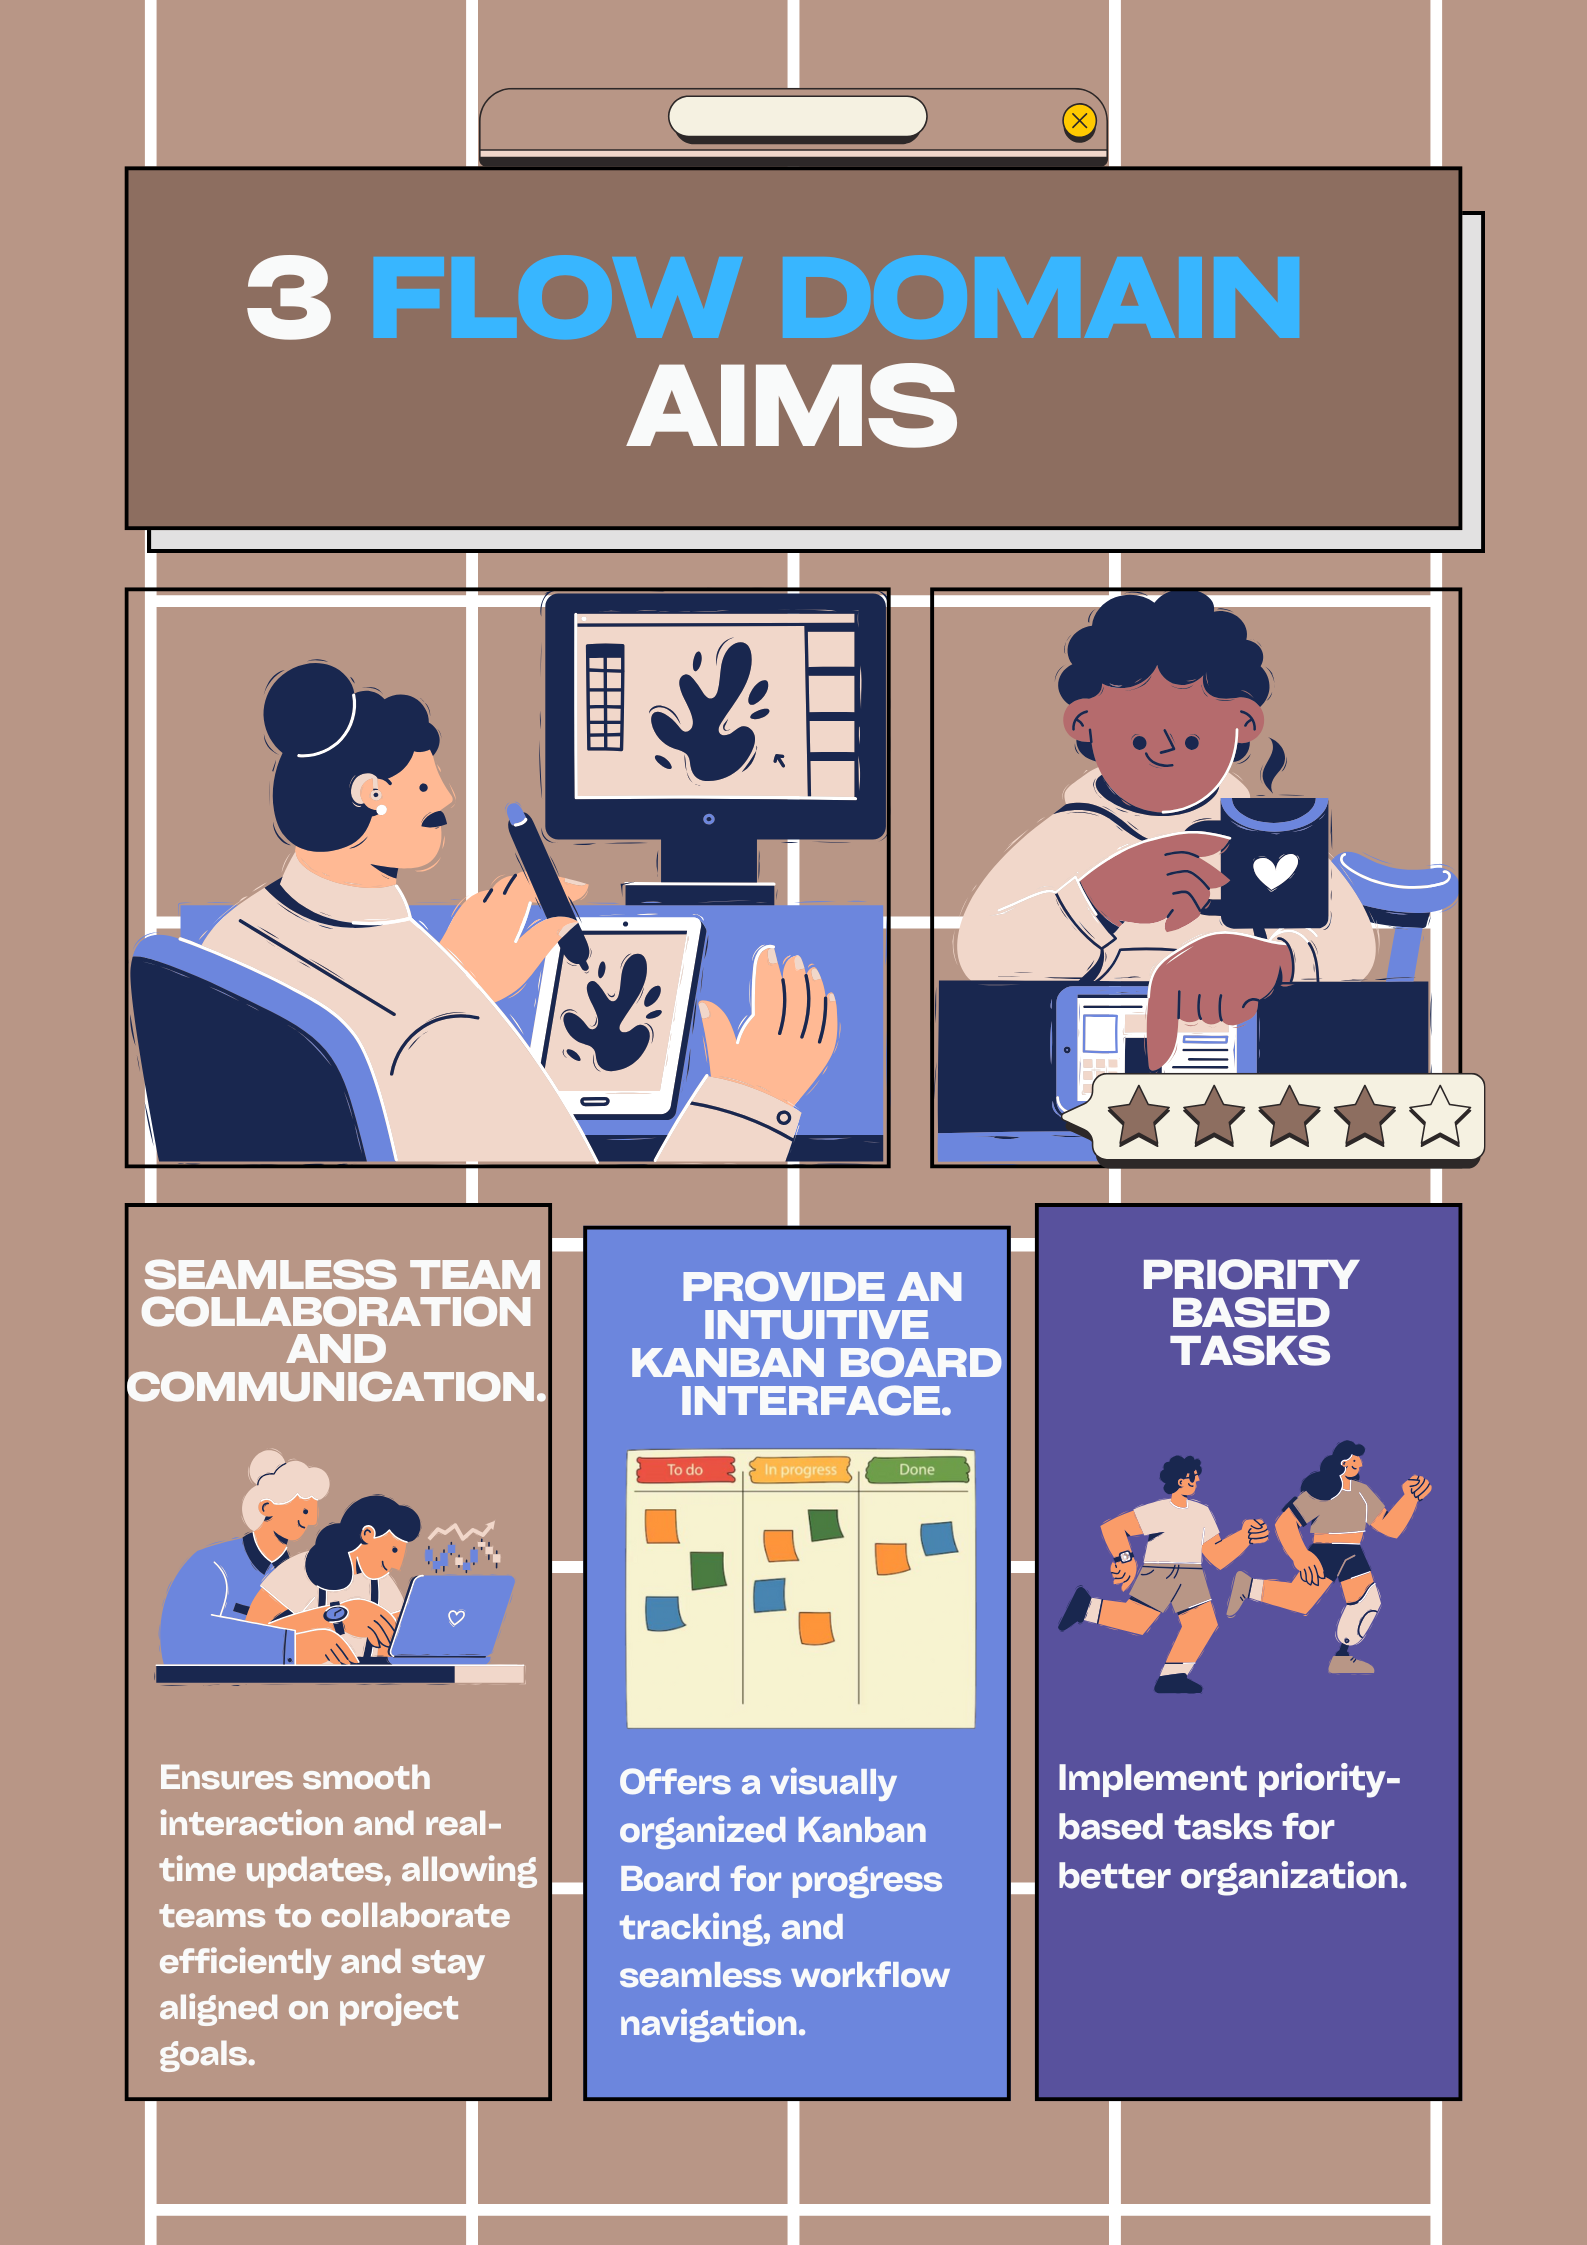 3 FLOW DOMAIN
AIMS
SEAMLESS TEAM
COLLABORATION
AND
COMMUNICATION.
Ensures smooth
interaction and real-
time updates, allowing
teams to collaborate
efficiently and stay
aligned on project
goals.
PROVIDE AN
INTUITIVE
KANBAN BOARD
INTERFACE.
To do
In progress
Done
Offers a visually
organized Kanban
Board for progress
tracking, and
seamless workflow
navigation.
PRIORITY
BASED
TASKS
Implement priority-
based tasks for
better organization.